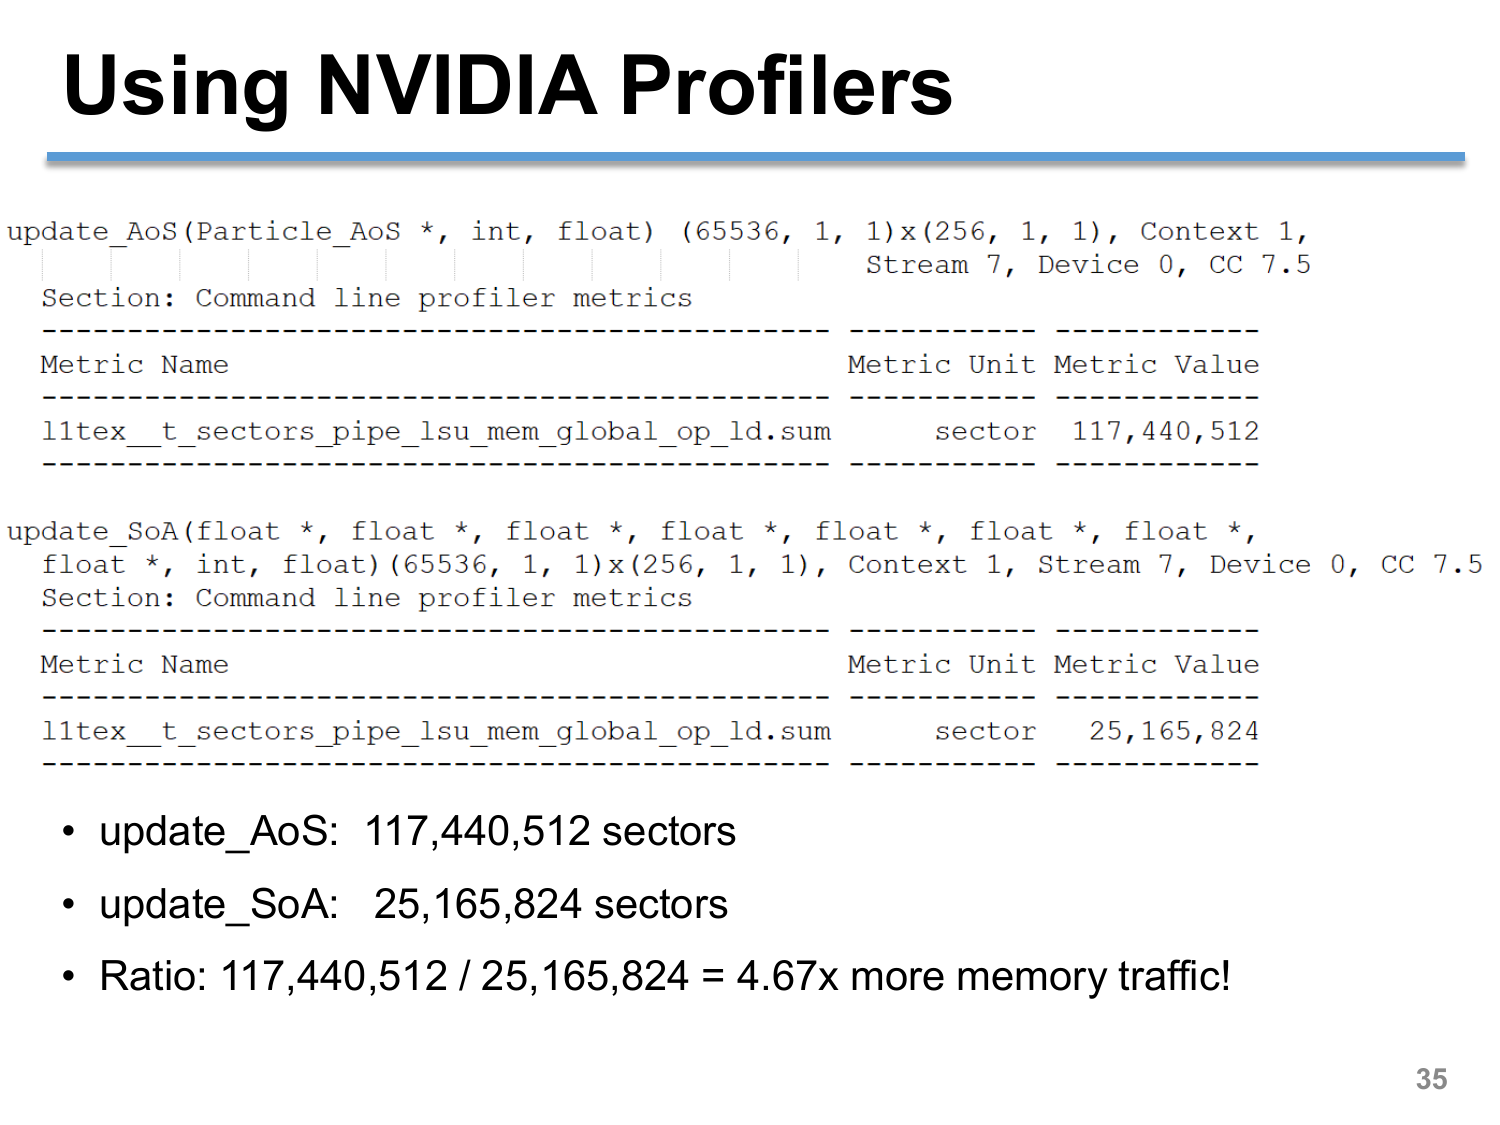 Using NVIDIA Profilers
update_AoS(Particle_AoS *, int, float) (65536, 1, 1)x(256, 1, 1), Context 1,
Stream 7, Device 0, CC 7.5
Section: Command line profiler metrics
---------------------------------------------- ----------- ------------
Metric Name Metric Unit Metric Value
---------------------------------------------- ----------- ------------
l1tex__t_sectors_pipe_lsu_mem_global_op_ld.sum sector 117,440,512
---------------------------------------------- ----------- ------------
update_SoA(float *, float *, float *, float *, float *, float *, float *,
float *, int, float)(65536, 1, 1)x(256, 1, 1), Context 1, Stream 7, Device 0, CC 7.5
Section: Command line profiler metrics
---------------------------------------------- ----------- ------------
Metric Name Metric Unit Metric Value
---------------------------------------------- ----------- ------------
l1tex__t_sectors_pipe_lsu_mem_global_op_ld.sum sector 25,165,824
---------------------------------------------- ----------- ------------
• update_AoS: 117,440,512 sectors
• update_SoA: 25,165,824 sectors
• Ratio: 117,440,512 / 25,165,824 = 4.67x more memory traffic!
35